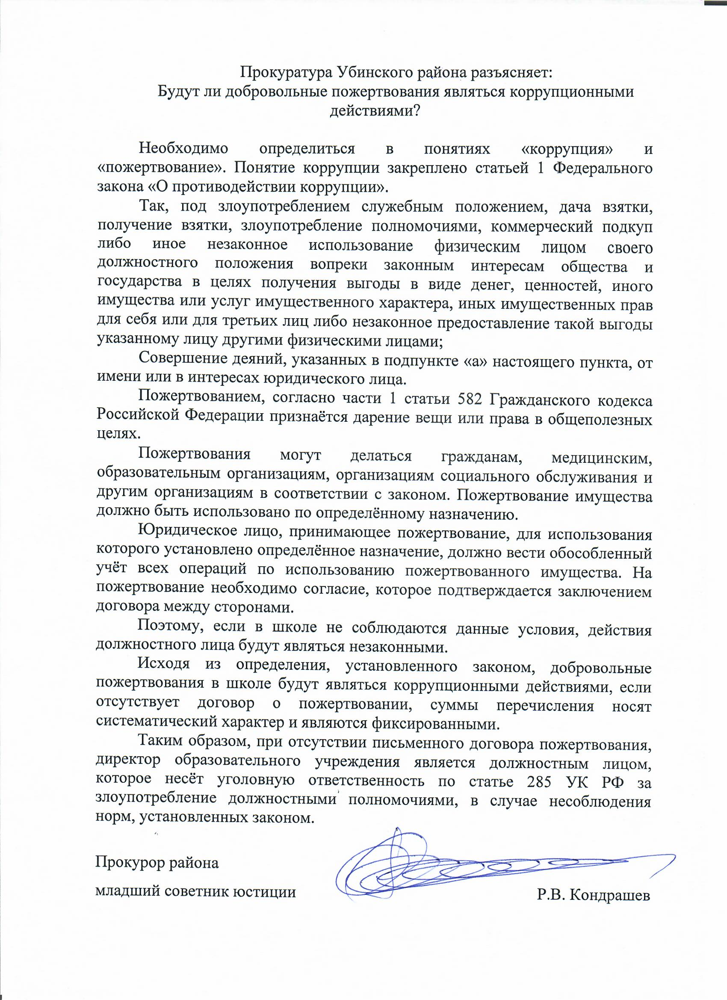 Прокуратура Убинского района разъясняет:
Будут ли добровольные пожертвования являться коррупционными
действиями?
Необходимо определиться в понятиях «коррупция» и
«пожертвование». Понятие коррупции закреплено статьей 1 Федерального
закона «О противодействии коррупции».
Так, под злоупотреблением служебным положением, дача взятки,
получение взятки, злоупотребление полномочиями, коммерческий подкуп
либо иное незаконное использование физическим лицом своего
должностного положения вопреки законным интересам общества и
государства в целях получения выгоды в виде денег, ценностей, иного
имущества или услуг имущественного характера, иных имущественных прав
для себя или для третьих лиц либо незаконное предоставление такой выгоды
указанному лицу другими физическими лицами;
Совершение деяний, указанных в подпункте «а» настоящего пункта, от
имени или в интересах юридического лица.
Пожертвованием, согласно части 1 статьи 582 Гражданского кодекса
Российской Федерации признаётся дарение вещи или права в общеполезных
целях.
Пожертвования могут делаться гражданам, медицинским,
образовательным организациям, организациям социального обслуживания и
другим организациям в соответствии с законом. Пожертвование имущества
должно быть использовано по определённому назначению.
Юридическое лицо, принимающее пожертвование, для использования
которого установлено определённое назначение, должно вести обособленный
учёт всех операций по использованию пожертвованного имущества. На
пожертвование необходимо согласие, которое подтверждается заключением
договора между сторонами.
Поэтому, если в школе не соблюдаются данные условия, действия
должностного лица будут являться незаконными.
Исходя из определения, установленного законом, добровольные
пожертвования в школе будут являться коррупционными действиями, если
отсутствует договор о пожертвовании, суммы перечисления носят
систематический характер и являются фиксированными.
Таким образом, при отсутствии письменного договора пожертвования,
директор образовательного учреждения является должностным лицом,
которое несёт уголовную ответственность по статье 285 УК РФ за
злоупотребление должностными полномочиями, в случае несоблюдения
норм, установленных законом.
Прокурор района
младший советник юстиции Р.В. Кондрашев